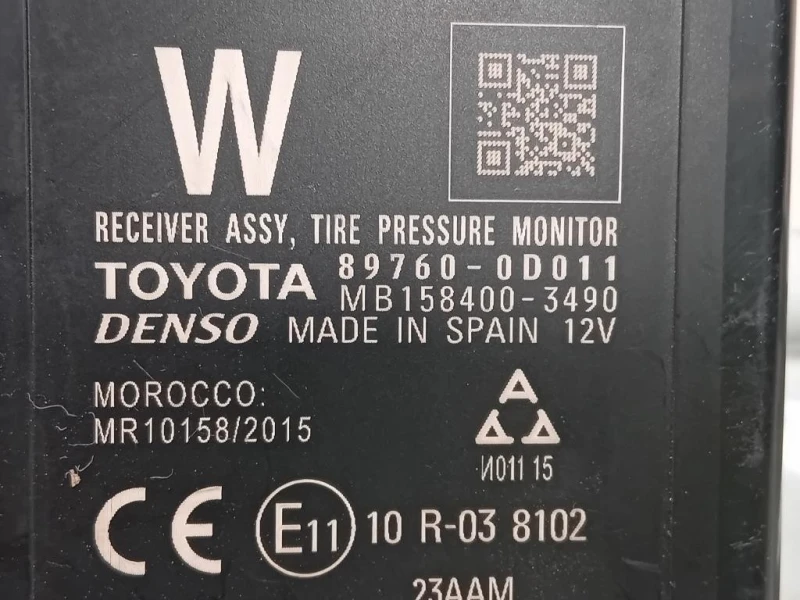 W
RECEIVER ASSY, TIRE PRESSURE MONITOR
TOYOTA 89760-0D011
MB158400-3490
DENSO MADE IN SPAIN 12V
MOROCCO:
MR10158/2015
И011 15
CE E11 10 R-03 8102
23AAM